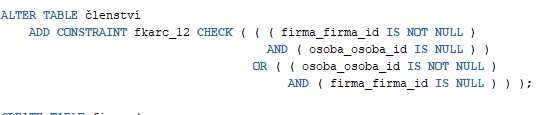 ALTER TABLE členství
ADD CONSTRAINT fkarc_12 CHECK ( ( ( firma_firma_id IS NOT NULL )
AND ( osoba_osoba_id IS NULL ) )
OR ( ( osoba_osoba_id IS NOT NULL )
AND ( firma_firma_id IS NULL ) ) );